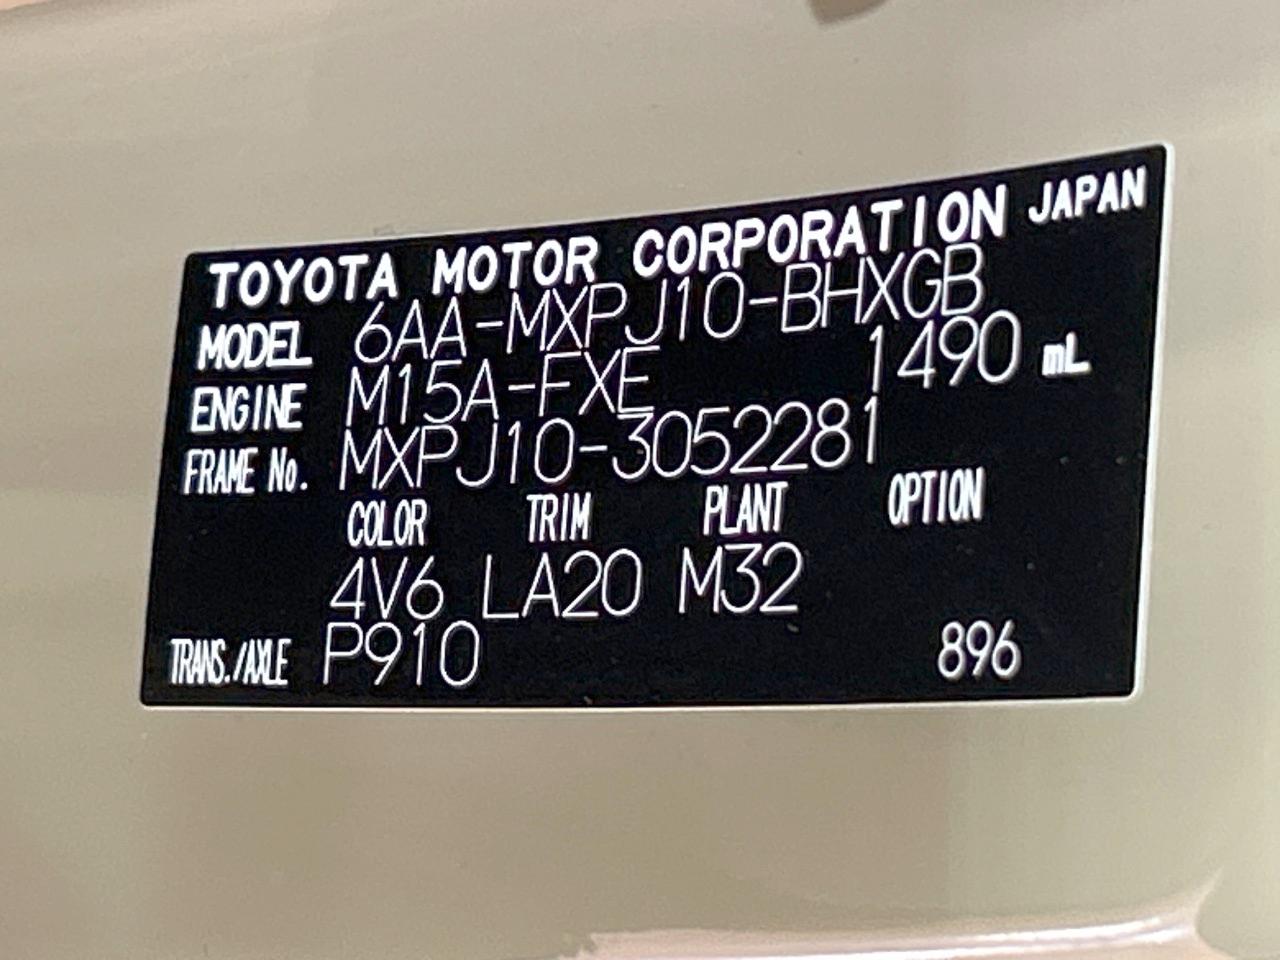 TOYOTA MOTOR CORPORATION JAPAN
MODEL 6AA-MXPJ10-BHXGB
ENGINE M15A-FXE 1490 mL
FRAME No. MXPJ10-3052281
COLOR TRIM PLANT OPTION
4V6 LA20 M32
TRANS./AXLE P910 896